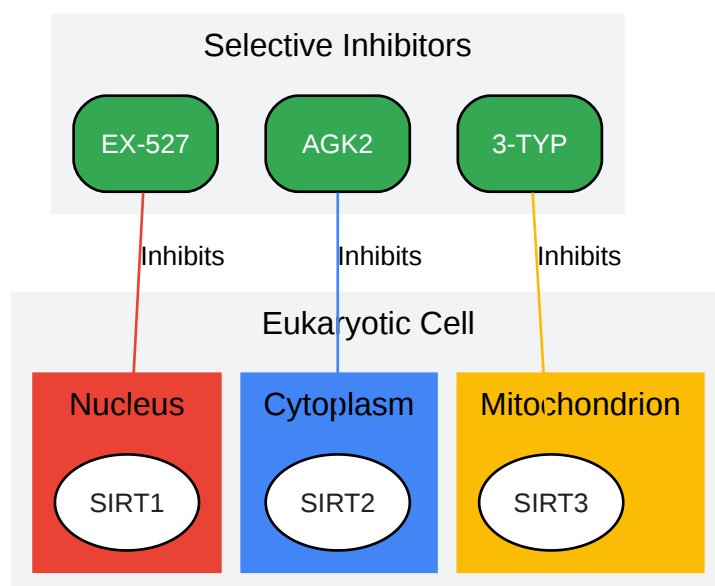 Selective Inhibitors
EX-527 AGK2 3-TYP
Inhibits Inhibits Inhibits
Eukaryotic Cell
Nucleus Cytoplasm Mitochondrion
SIRT1 SIRT2 SIRT3